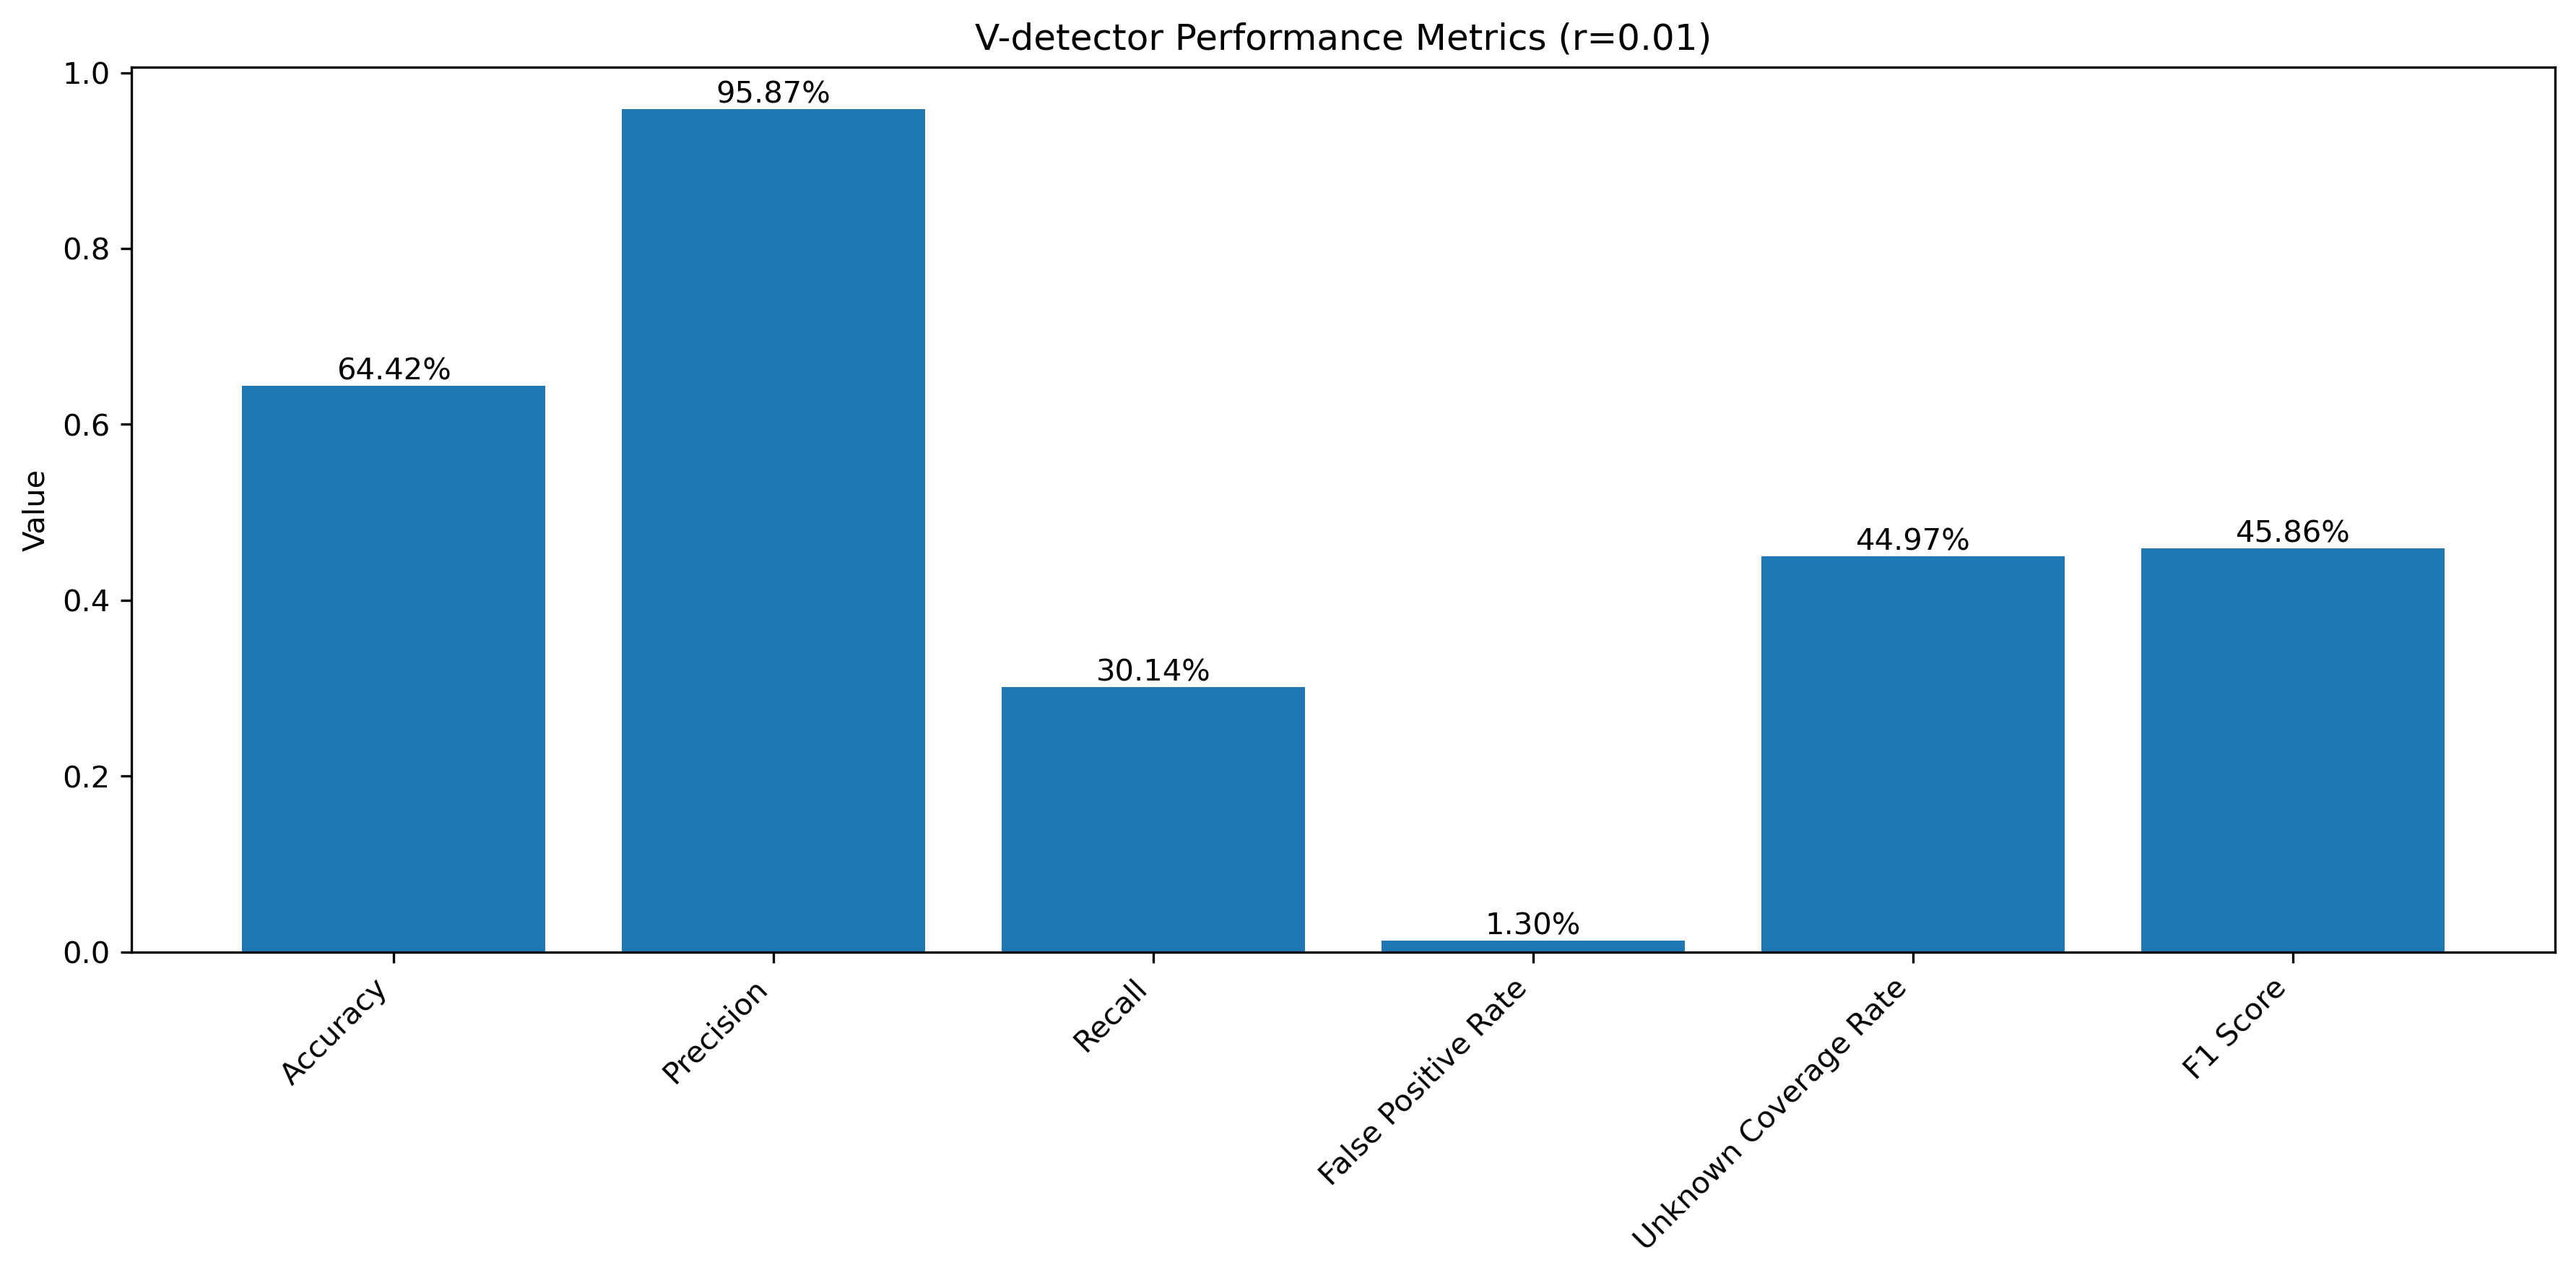 V-detector Performance Metrics (r=0.01)
1.0
0.8
0.6
0.4
0.2
0.0
Value
64.42%
95.87%
30.14%
1.30%
44.97%
45.86%
Accuracy
Precision
Recall
False Positive Rate
Unknown Coverage Rate
F1 Score